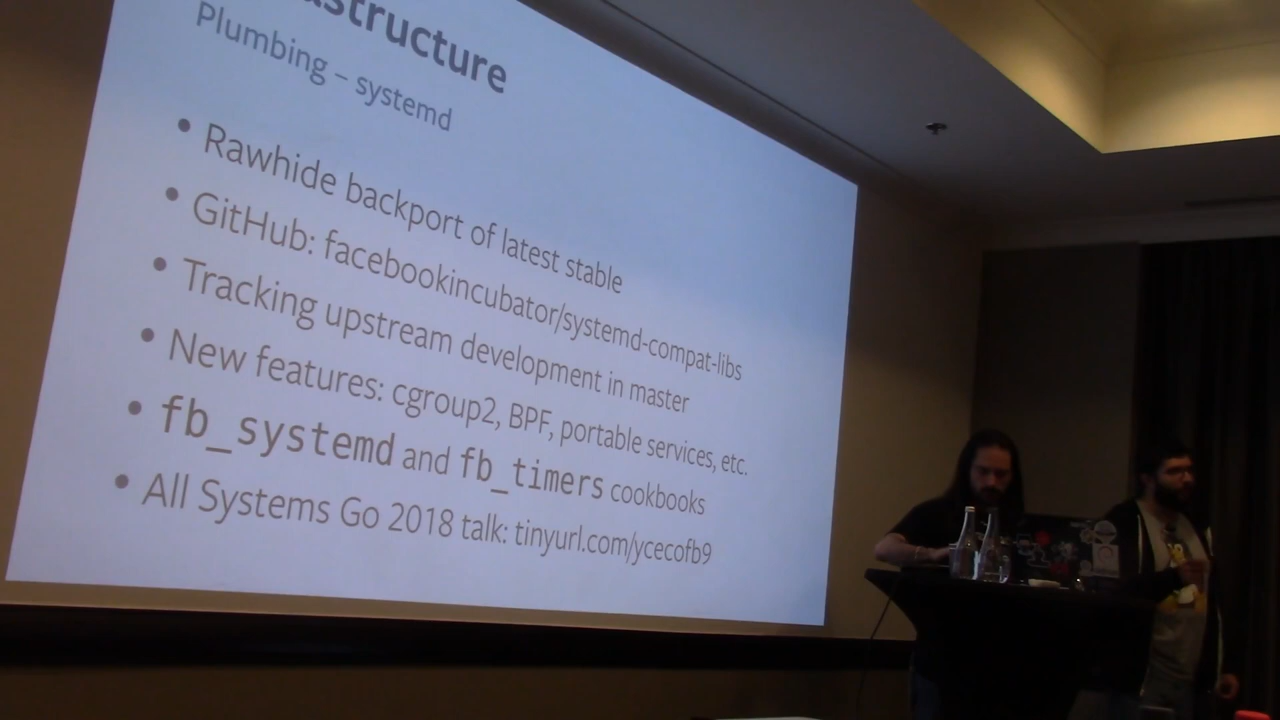 Plumbing – systemd
• Rawhide backport of latest stable
• GitHub: facebookincubator/systemd-compat-libs
• Tracking upstream development in master
• New features: cgroup2, BPF, portable services, etc.
• fb_systemd and fb_timers cookbooks
• All Systems Go 2018 talk: tinyurl.com/ycecofb9